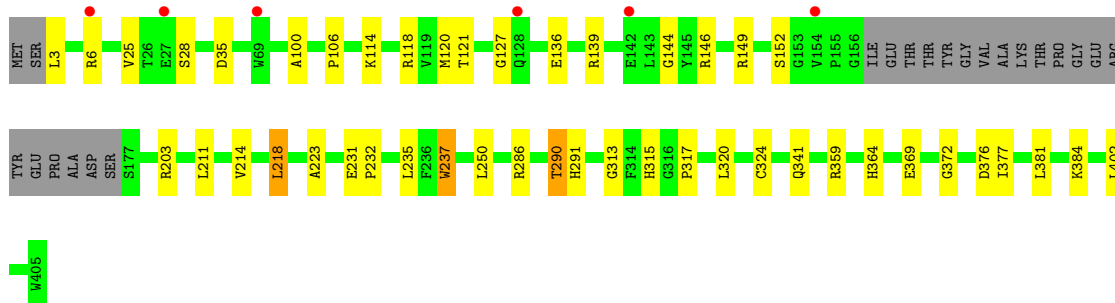 MET SER L3 R6 V25 T26 E27 S28 D35 W69 A100 P106 K114 R118 V119 M120 T121 G127 Q128 E136 R139 E142 L143 G144 Y145 R146 R149 S152 G153 V154 P155 G156 ILE GLU THR THR TYR GLY VAL ALA LYS THR PRO GLY GLU
TYR GLU PRO ALA ASP SER S177 R203 L211 V214 L218 A223 E231 P232 L235 F236 W237 L250 R286 T290 H291 G313 F314 H315 G316 P317 L320 C324 Q341 R359 H364 E369 G372 D376 I377 L381 K384
W405